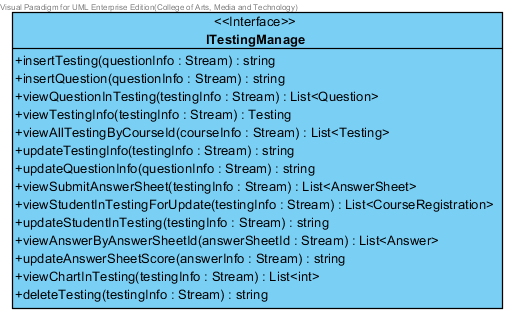 Visual Paradigm for UML Enterprise Edition(College of Arts, Media and Technology)
<<Interface>>
ITestingManage
+insertTesting(questionInfo : Stream) : string
+insertQuestion(questionInfo : Stream) : string
+viewQuestionInTesting(testingInfo : Stream) : List<Question>
+viewTestingInfo(testingInfo : Stream) : Testing
+viewAllTestingByCourseId(courseInfo : Stream) : List<Testing>
+updateTestingInfo(testingInfo : Stream) : string
+updateQuestionInfo(questionInfo : Stream) : string
+viewSubmitAnswerSheet(testingInfo : Stream) : List<AnswerSheet>
+viewStudentInTestingForUpdate(testingInfo : Stream) : List<CourseRegistration>
+updateStudentInTesting(testingInfo : Stream) : string
+viewAnswerByAnswerSheetId(answerSheetId : Stream) : List<Answer>
+updateAnswerSheetScore(answerInfo : Stream) : string
+viewChartInTesting(testingInfo : Stream) : List<int>
+deleteTesting(testingInfo : Stream) : string